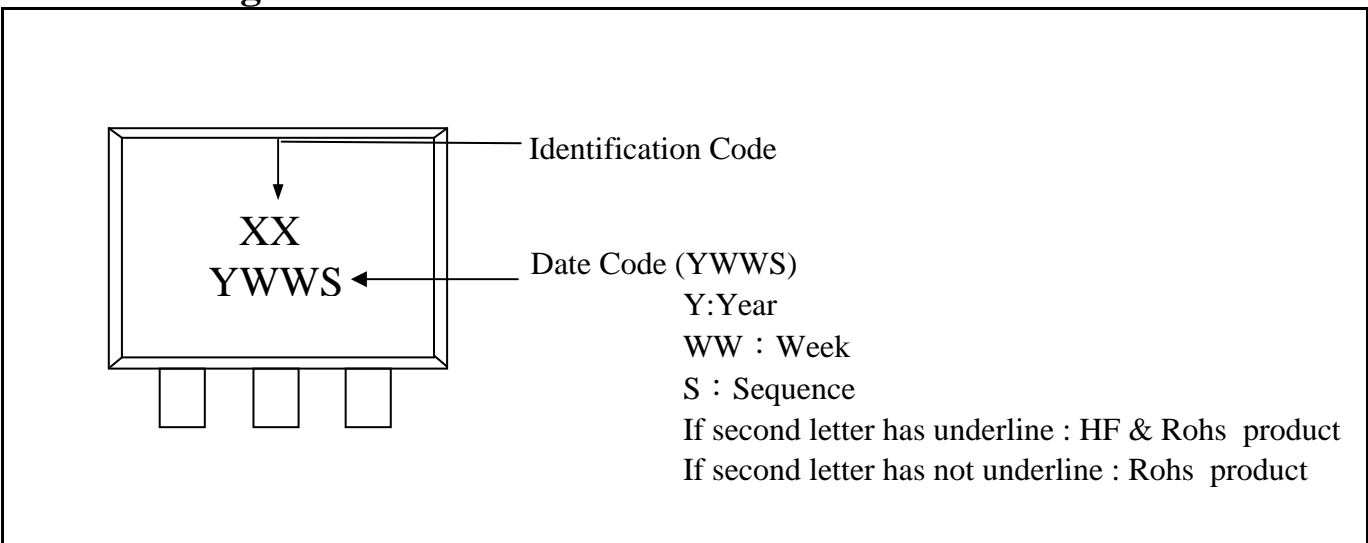 Identification Code
XX
YWWS
Date Code (YWWS)
Y:Year
WW：Week
S：Sequence
If second letter has underline : HF & Rohs product
If second letter has not underline : Rohs product